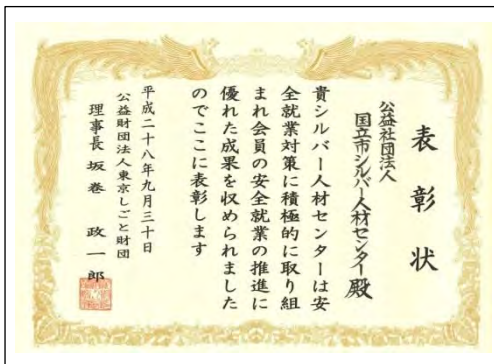 表彰状
公益社団法人
国立市シルバー人材センター殿
貴シルバー人材センターは安
全就業対策に積極的に取り組
まれ会員の安全就業の推進に
優れた成果を収められました
のでここに表彰します
平成二十八年九月三十日
公益財団法人東京しごと財団
理事長 坂巻 政一郎